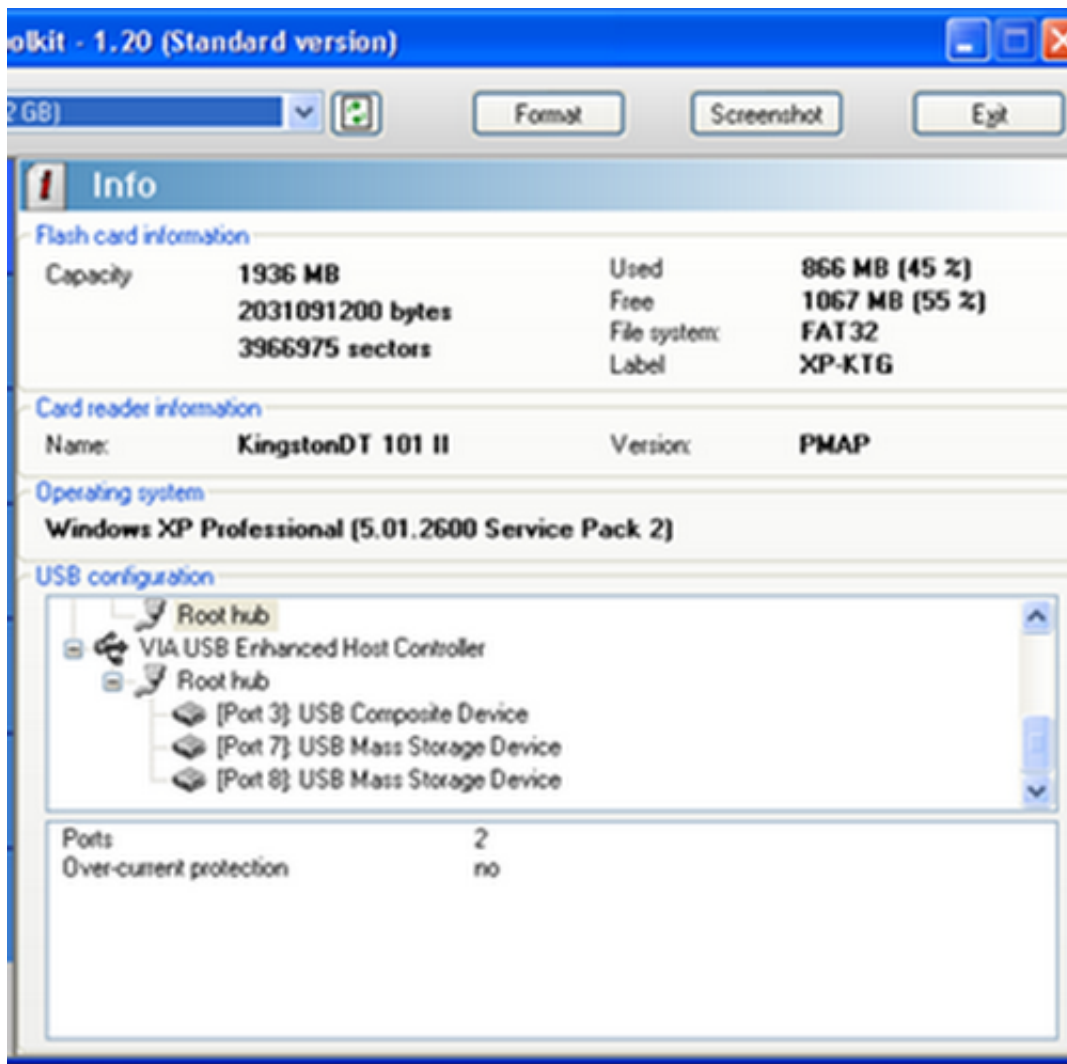 olkit - 1.20 (Standard version)
2 GB)
Format
Screenshot
Exit
Info
Flash card information
Capacity 1936 MB
2031091200 bytes
3966975 sectors
Used 866 MB (45 %)
Free 1067 MB (55 %)
File system: FAT32
Label XP-KTG
Card reader information
Name: KingstonDT 101 II Version: PMAP
Operating system
Windows XP Professional (5.01.2600 Service Pack 2)
USB configuration
Root hub
VIA USB Enhanced Host Controller
Root hub
[Port 3]: USB Composite Device
[Port 7]: USB Mass Storage Device
[Port 8]: USB Mass Storage Device
Ports 2
Over-current protection no